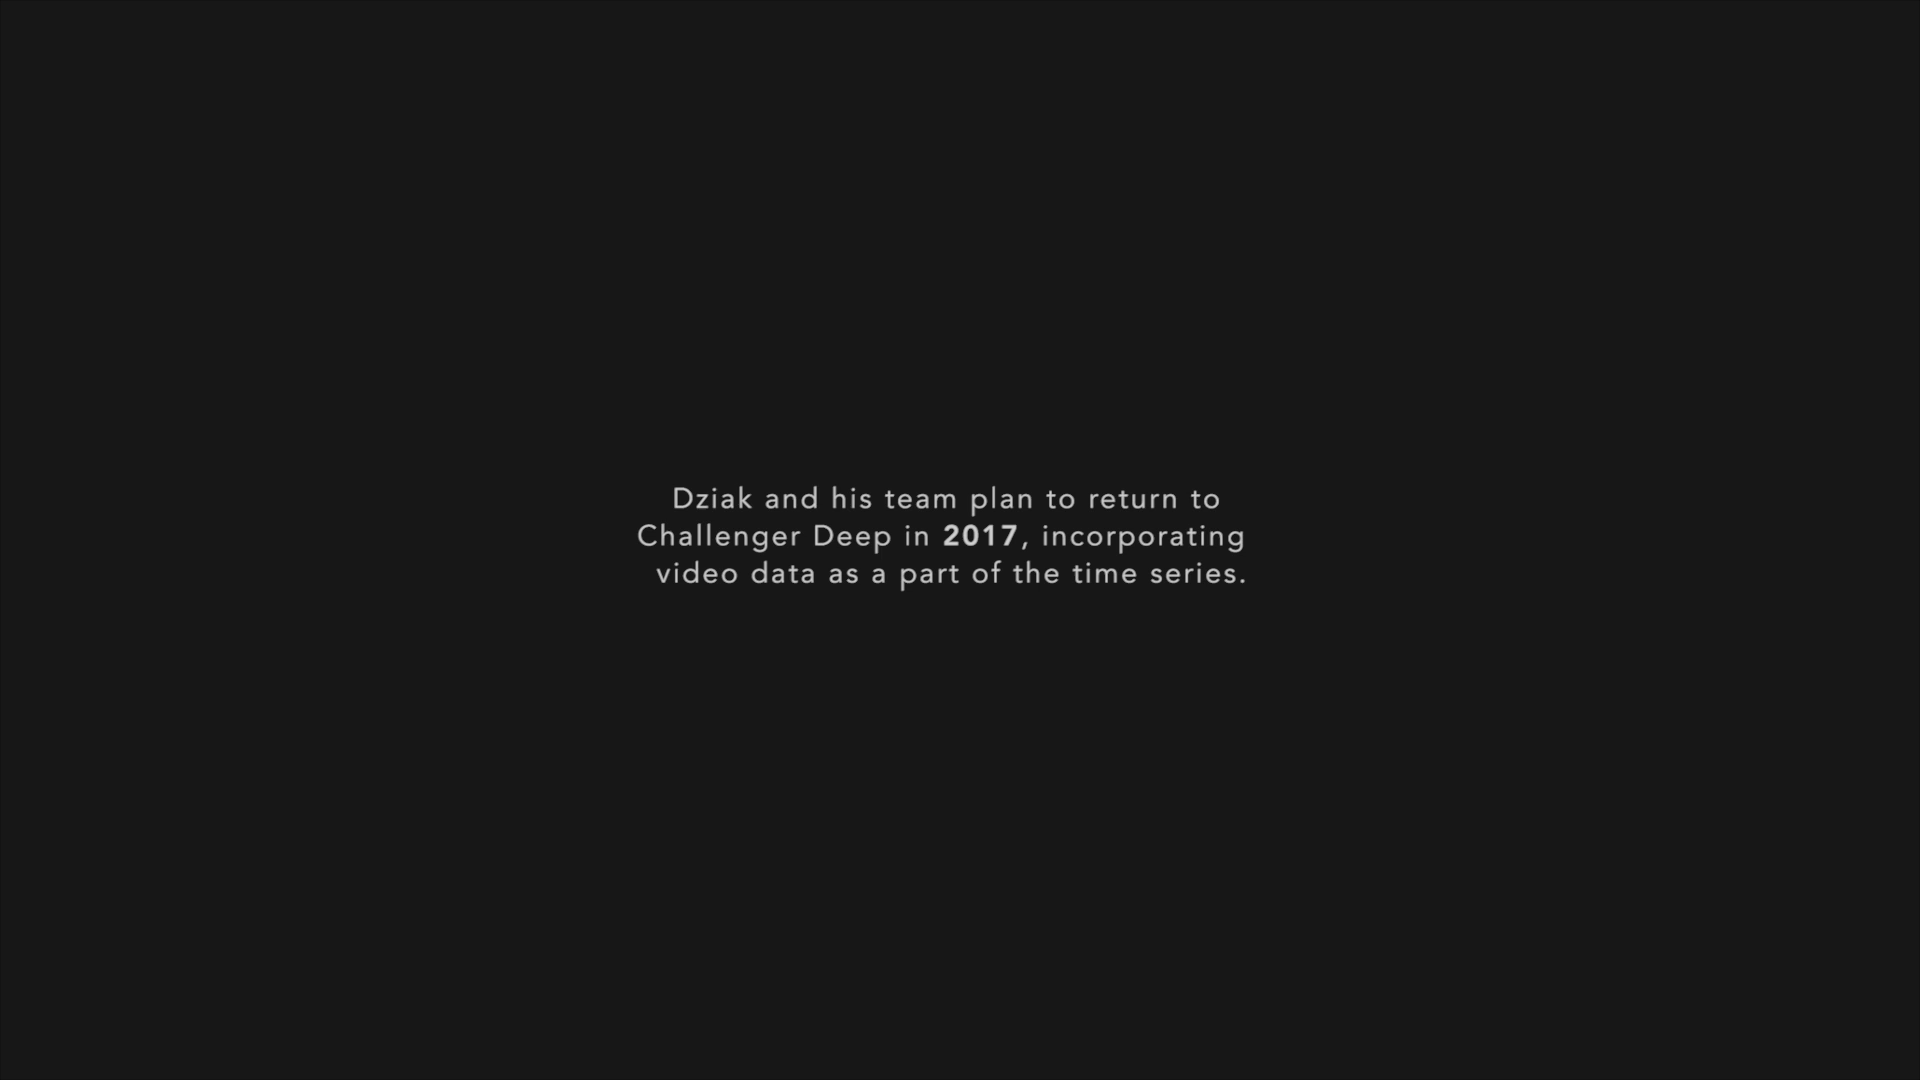 Dziak and his team plan to return to
Challenger Deep in 2017, incorporating
video data as a part of the time series.